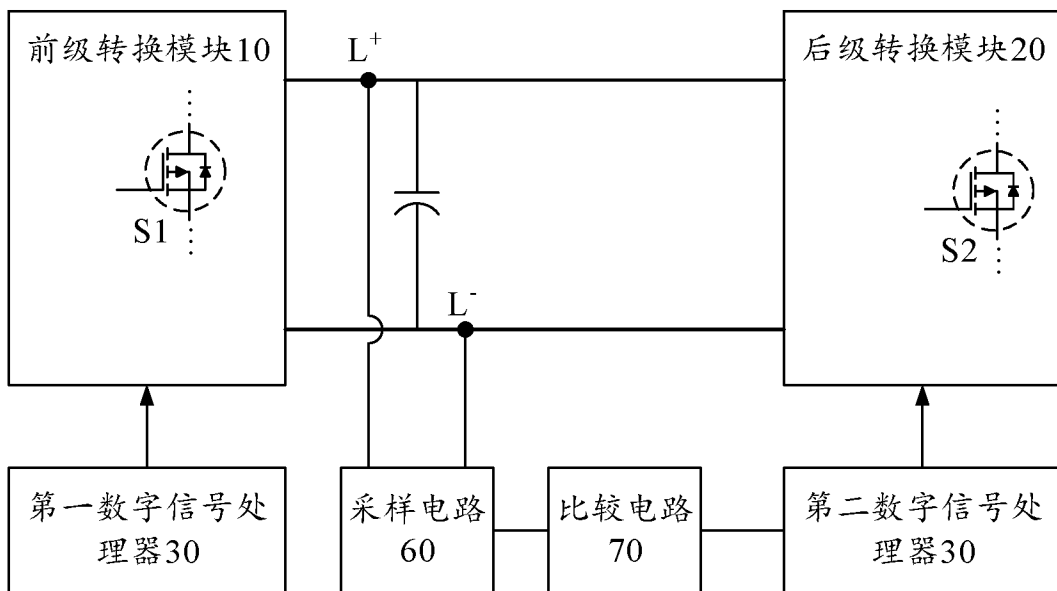 前级转换模块10
L+
后级转换模块20
S1
S2
L-
第一数字信号处
理器30
采样电路
60
比较电路
70
第二数字信号处
理器30